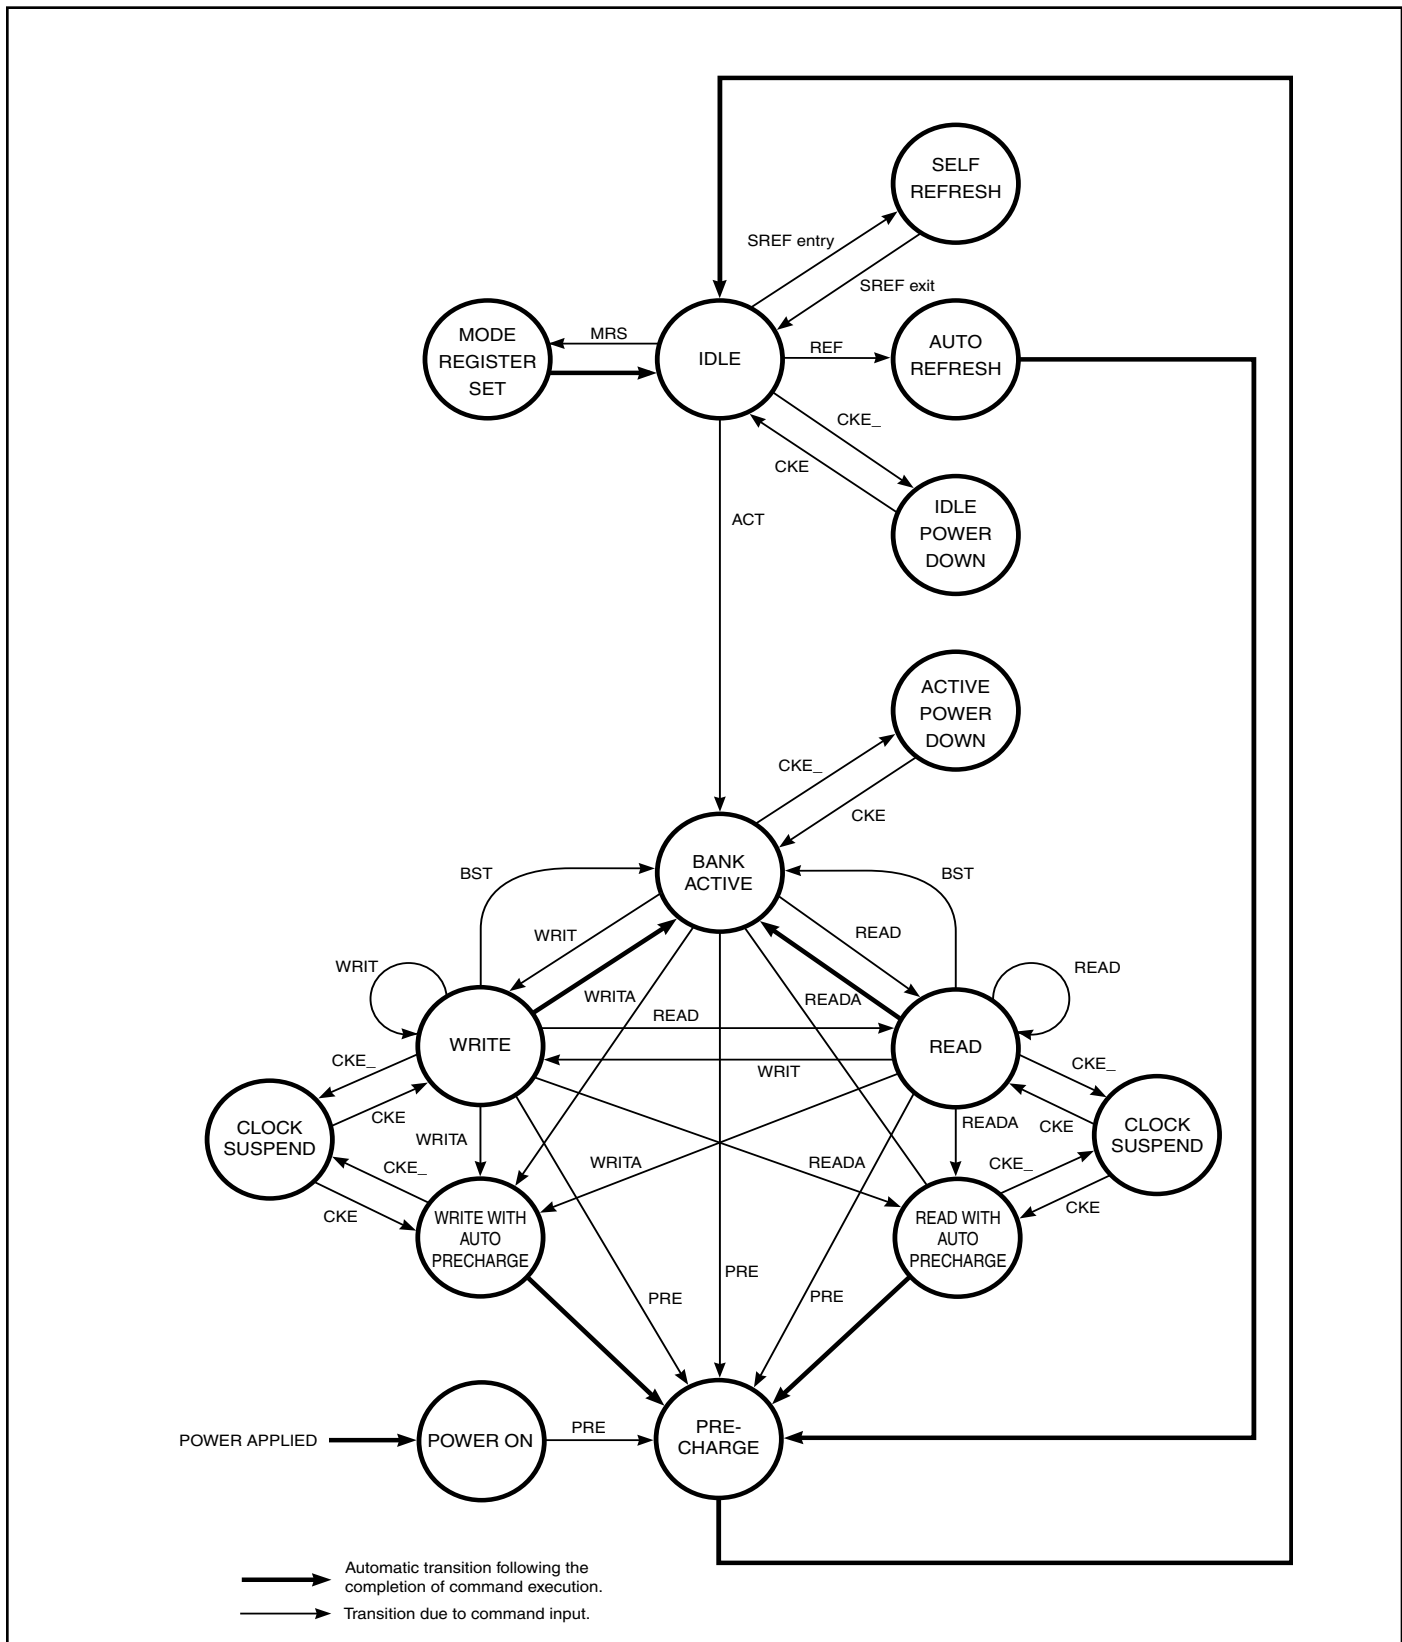 SELF
REFRESH
SREF entry
SREF exit
MODE
REGISTER
SET
MRS
IDLE
REF
AUTO
REFRESH
CKE_
CKE
IDLE
POWER
DOWN
ACT
ACTIVE
POWER
DOWN
CKE_
CKE
BANK
ACTIVE
BST
BST
WRIT
READ
WRIT
READ
WRITA
READA
READ
WRITE
READ
WRIT
CKE_
CKE_
CKE
CKE
CLOCK
SUSPEND
CLOCK
SUSPEND
WRITA
READA
CKE_
WRITA
READA
CKE_
CKE
CKE
WRITE WITH
AUTO
PRECHARGE
READ WITH
AUTO
PRECHARGE
PRE
PRE
PRE
POWER APPLIED
POWER ON
PRE
PRE-
CHARGE
Automatic transition following the
completion of command execution.
Transition due to command input.